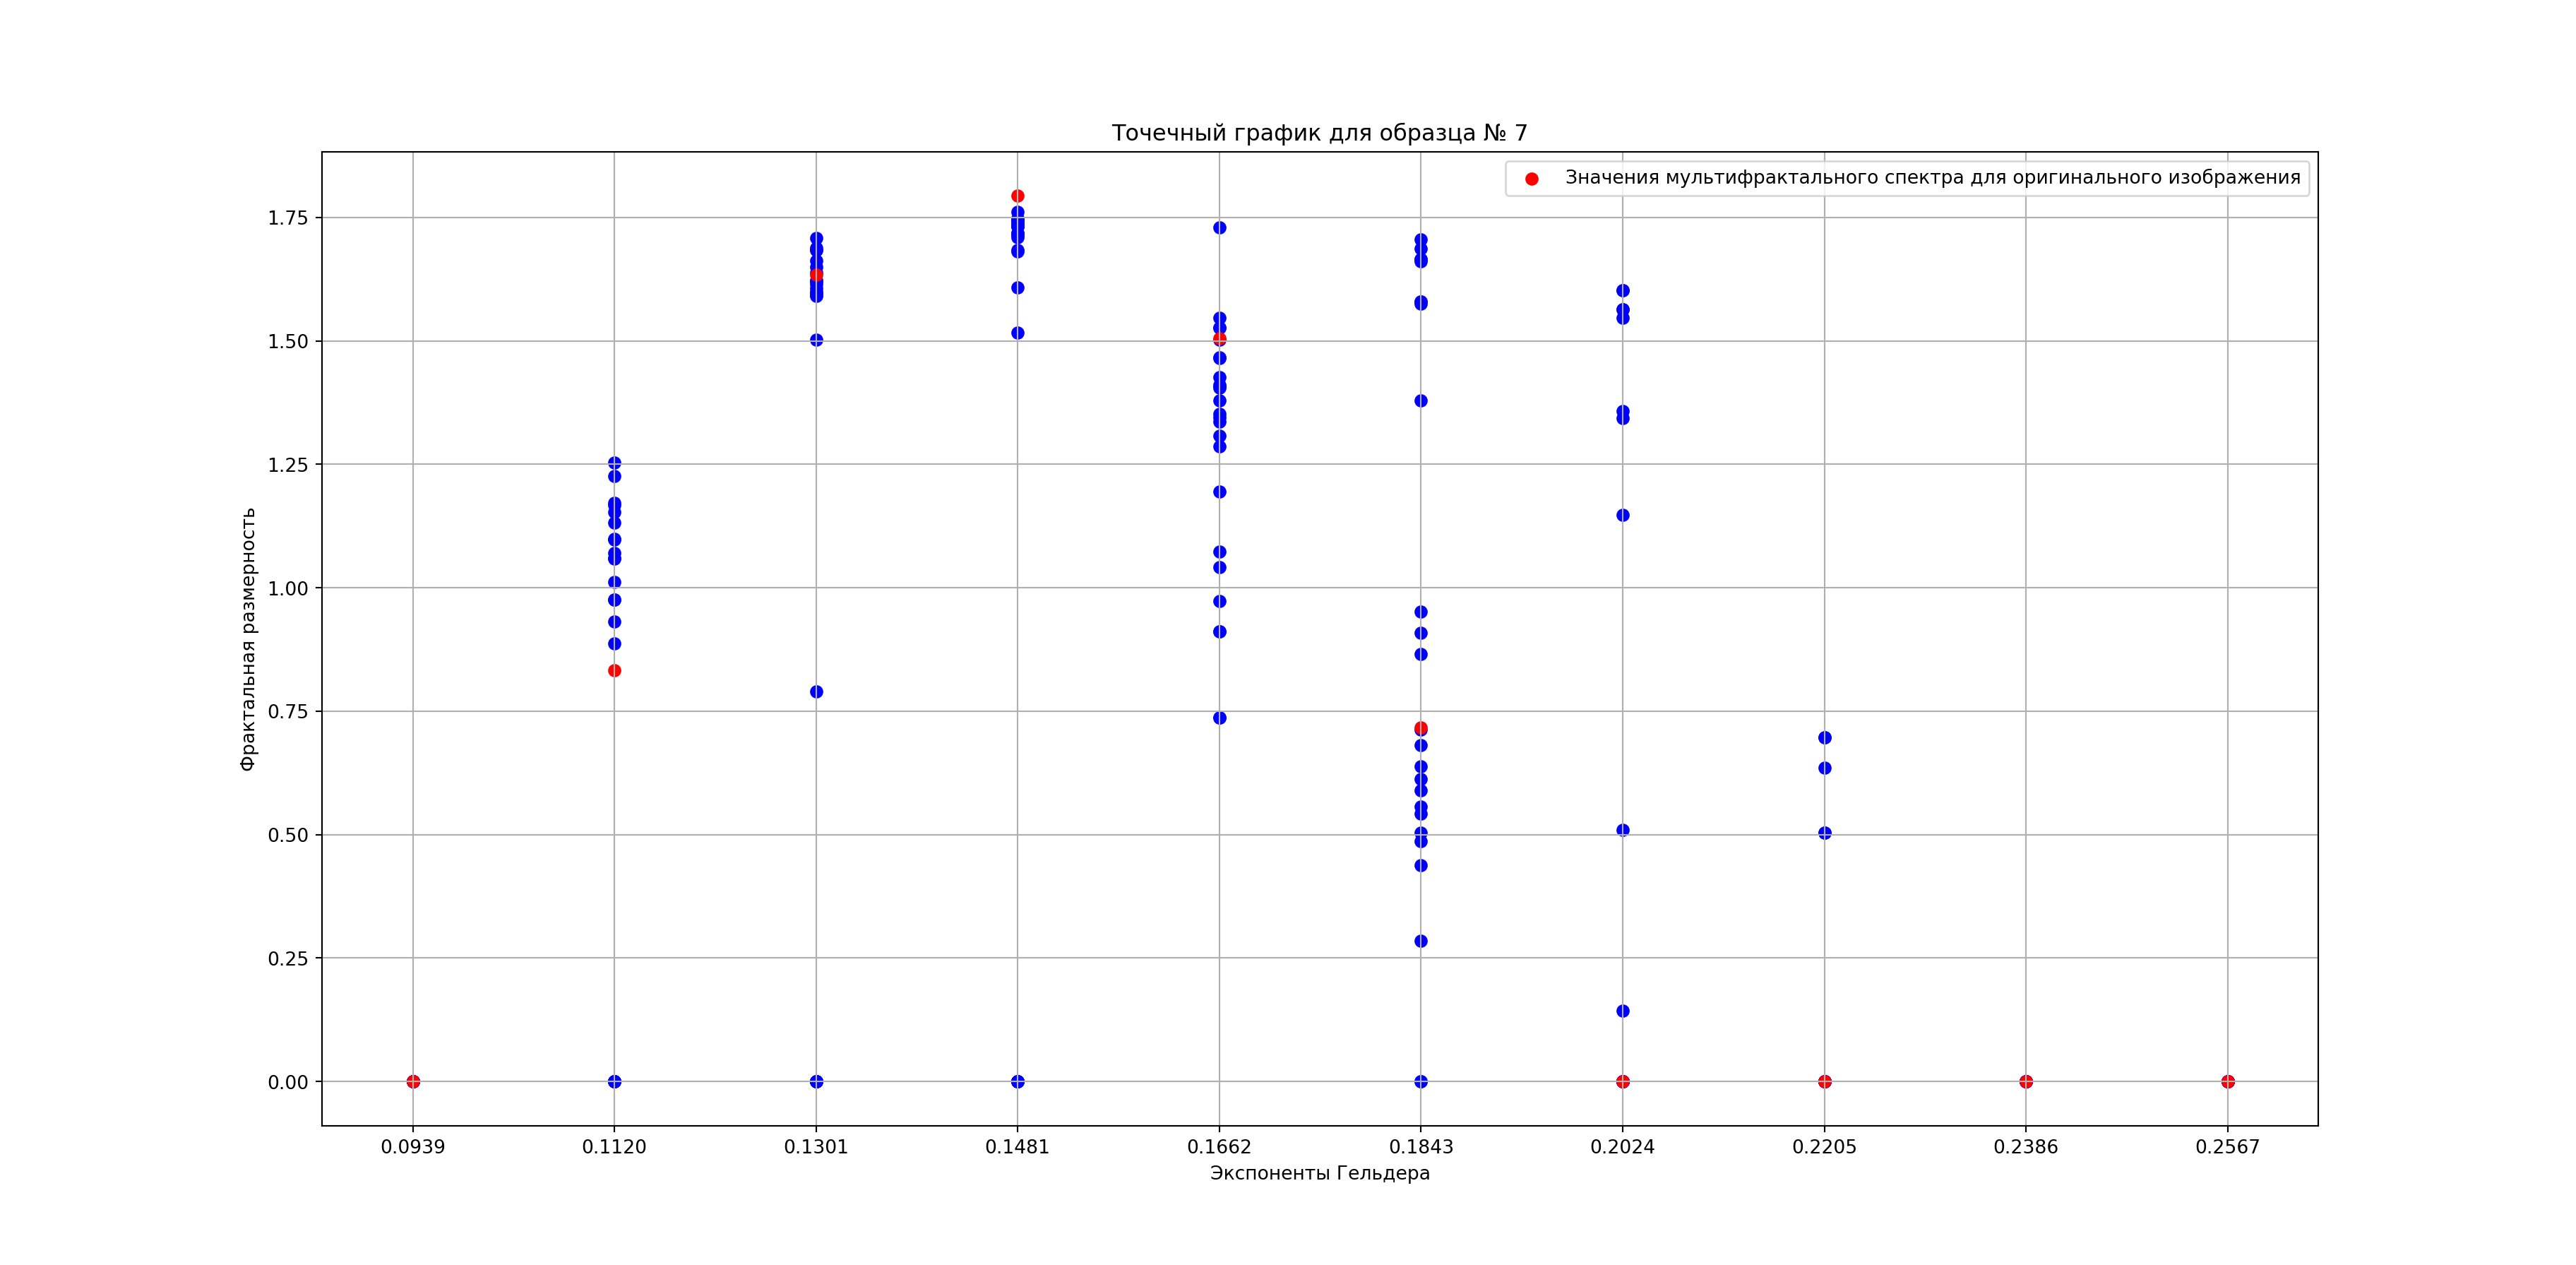 Точечный график для образца № 7
Значения мультифрактального спектра для оригинального изображения
Фрактальная размерность
1.75
1.50
1.25
1.00
0.75
0.50
0.25
0.00
0.0939 0.1120 0.1301 0.1481 0.1662 0.1843 0.2024 0.2205 0.2386 0.2567
Экспоненты Гельдера